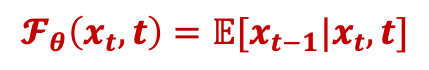 𝓕_θ(x_t, t) = 𝔼[x_{t−1}|x_t, t]